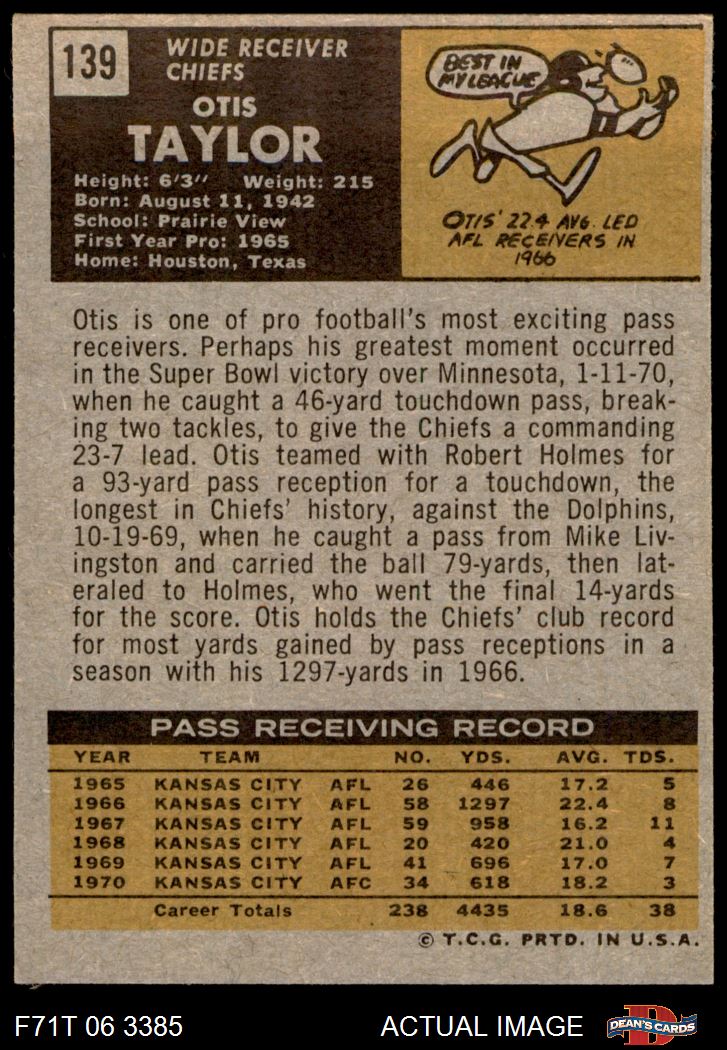 139
WIDE RECEIVER
CHIEFS
OTIS
TAYLOR
Height: 6'3" Weight: 215
Born: August 11, 1942
School: Prairie View
First Year Pro: 1965
Home: Houston, Texas
BEST IN
MY LEAGUE
OTIS' 22.4 AVG. LED
AFL RECEIVERS IN
1966
Otis is one of pro football's most exciting pass
receivers. Perhaps his greatest moment occurred
in the Super Bowl victory over Minnesota, 1-11-70,
when he caught a 46-yard touchdown pass, break-
ing two tackles, to give the Chiefs a commanding
23-7 lead. Otis teamed with Robert Holmes for
a 93-yard pass reception for a touchdown, the
longest in Chiefs' history, against the Dolphins,
10-19-69, when he caught a pass from Mike Liv-
ingston and carried the ball 79-yards, then lat-
eraled to Holmes, who went the final 14-yards
for the score. Otis holds the Chiefs' club record
for most yards gained by pass receptions in a
season with his 1297-yards in 1966.
PASS RECEIVING RECORD
YEAR TEAM NO. YDS. AVG. TDS.
1965 KANSAS CITY AFL 26 446 17.2 5
1966 KANSAS CITY AFL 58 1297 22.4 8
1967 KANSAS CITY AFL 59 958 16.2 11
1968 KANSAS CITY AFL 20 420 21.0 4
1969 KANSAS CITY AFL 41 696 17.0 7
1970 KANSAS CITY AFC 34 618 18.2 3
Career Totals 238 4435 18.6 38
© T.C.G. PRTD. IN U.S.A.
F71T 06 3385
ACTUAL IMAGE
D
DEAN'S CARDS